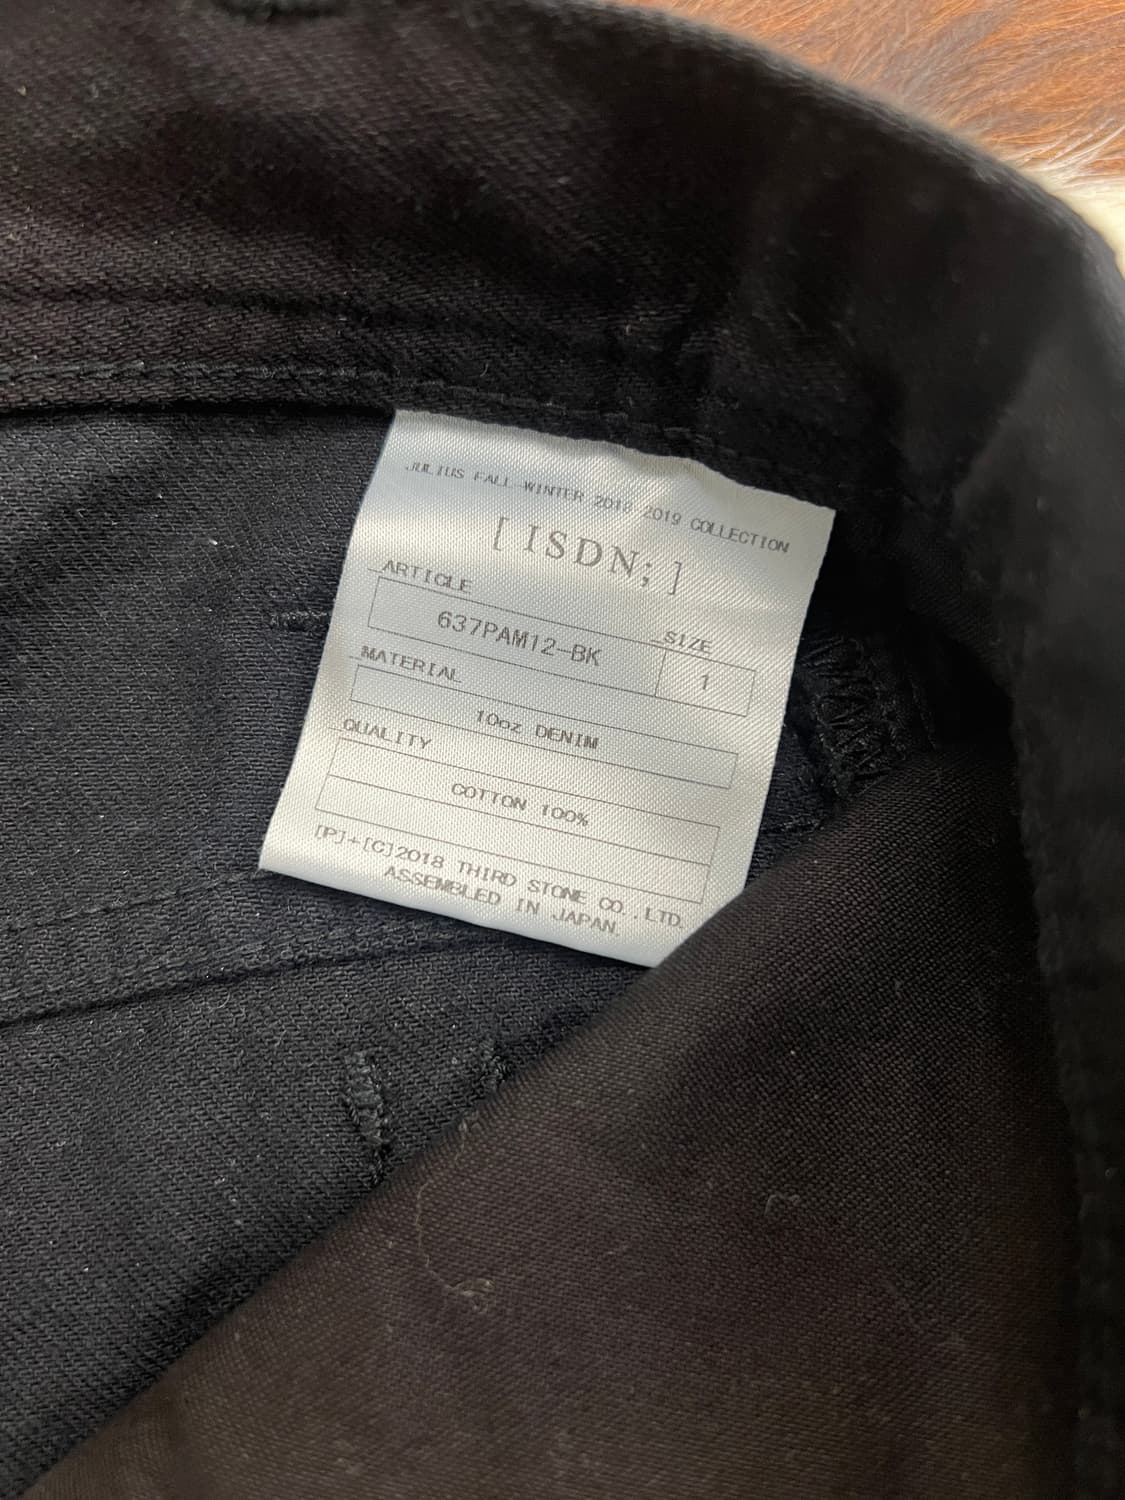 JULIUS FALL-WINTER 2018-2019 COLLECTION
[ ISDN; ]
ARTICLE
SIZE
637PAM12-BK
1
MATERIAL
10oz DENIM
QUALITY
COTTON 100%
[P]+[C]2018 THIRD STONE CO.,LTD.
ASSEMBLED IN JAPAN.